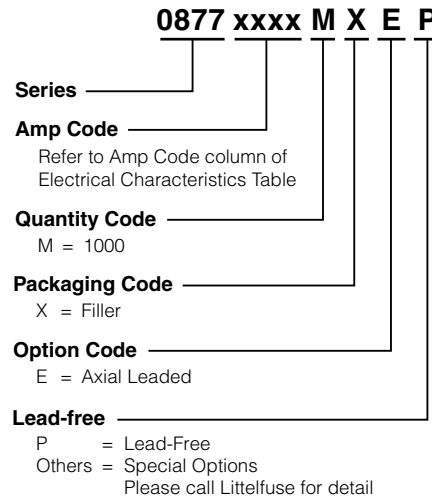 0877 xxxx M X E P
Series
Amp Code
Refer to Amp Code column of
Electrical Characteristics Table
Quantity Code
M = 1000
Packaging Code
X = Filler
Option Code
E = Axial Leaded
Lead-free
P = Lead-Free
Others = Special Options
Please call Littelfuse for detail